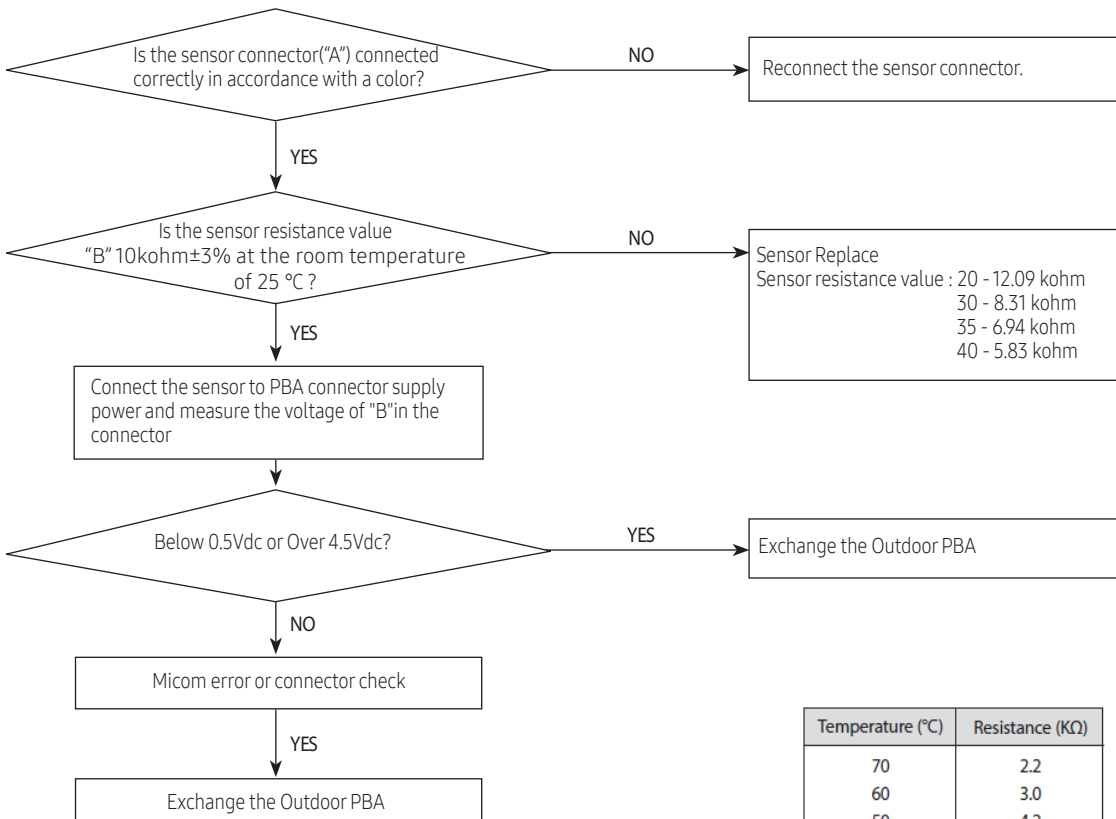 Is the sensor connector("A") connected
correctly in accordance with a color?
NO
Reconnect the sensor connector.
YES
Is the sensor resistance value
"B" 10kohm±3% at the room temperature
of 25 °C ?
NO
Sensor Replace
Sensor resistance value : 20 - 12.09 kohm
30 - 8.31 kohm
35 - 6.94 kohm
40 - 5.83 kohm
YES
Connect the sensor to PBA connector supply
power and measure the voltage of "B"in the
connector
Below 0.5Vdc or Over 4.5Vdc?
YES
Exchange the Outdoor PBA
NO
Micom error or connector check
YES
Exchange the Outdoor PBA
Temperature (°C) Resistance (KΩ)
70 2.2
60 3.0